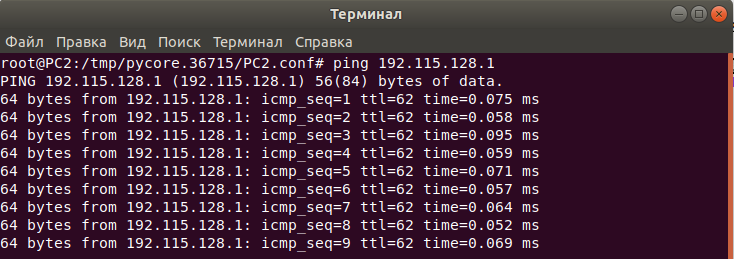 Терминал
Файл Правка Вид Поиск Терминал Справка
root@PC2:/tmp/pycore.36715/PC2.conf# ping 192.115.128.1
PING 192.115.128.1 (192.115.128.1) 56(84) bytes of data.
64 bytes from 192.115.128.1: icmp_seq=1 ttl=62 time=0.075 ms
64 bytes from 192.115.128.1: icmp_seq=2 ttl=62 time=0.058 ms
64 bytes from 192.115.128.1: icmp_seq=3 ttl=62 time=0.095 ms
64 bytes from 192.115.128.1: icmp_seq=4 ttl=62 time=0.059 ms
64 bytes from 192.115.128.1: icmp_seq=5 ttl=62 time=0.071 ms
64 bytes from 192.115.128.1: icmp_seq=6 ttl=62 time=0.057 ms
64 bytes from 192.115.128.1: icmp_seq=7 ttl=62 time=0.064 ms
64 bytes from 192.115.128.1: icmp_seq=8 ttl=62 time=0.052 ms
64 bytes from 192.115.128.1: icmp_seq=9 ttl=62 time=0.069 ms